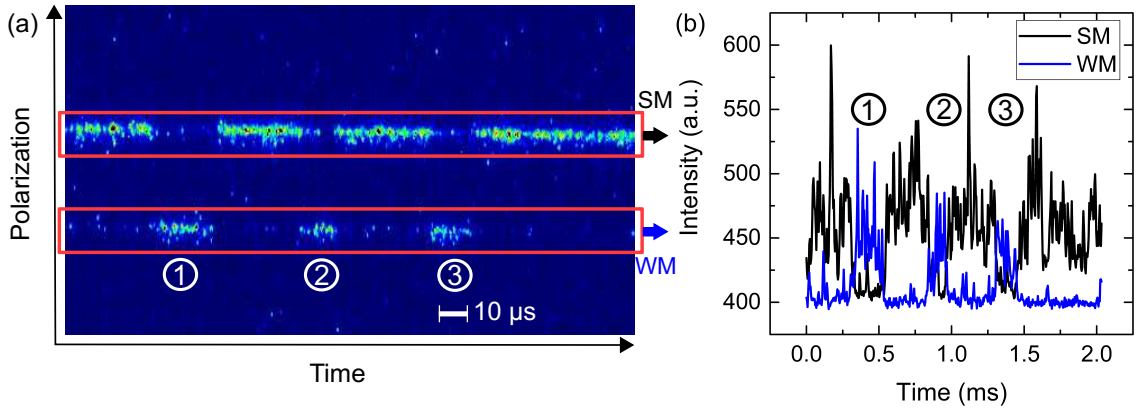 (a)
Polarization
SM
WM
① ② ③
10 µs
Time
(b)
Intensity (a.u.)
600
550
500
450
400
SM
WM
① ② ③
0.0 0.5 1.0 1.5 2.0
Time (ms)